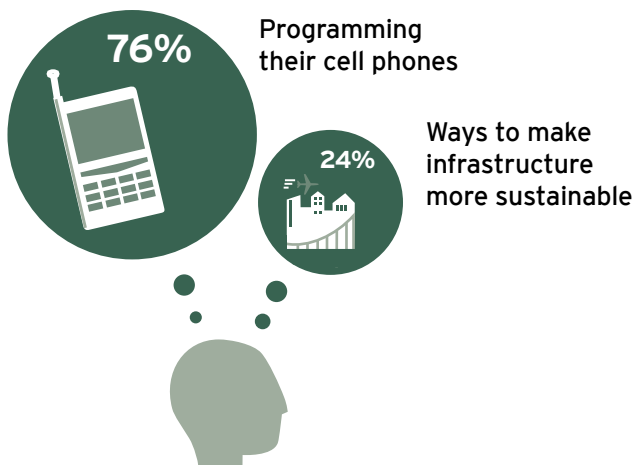 76%
Programming
their cell phones
24%
Ways to make
infrastructure
more sustainable